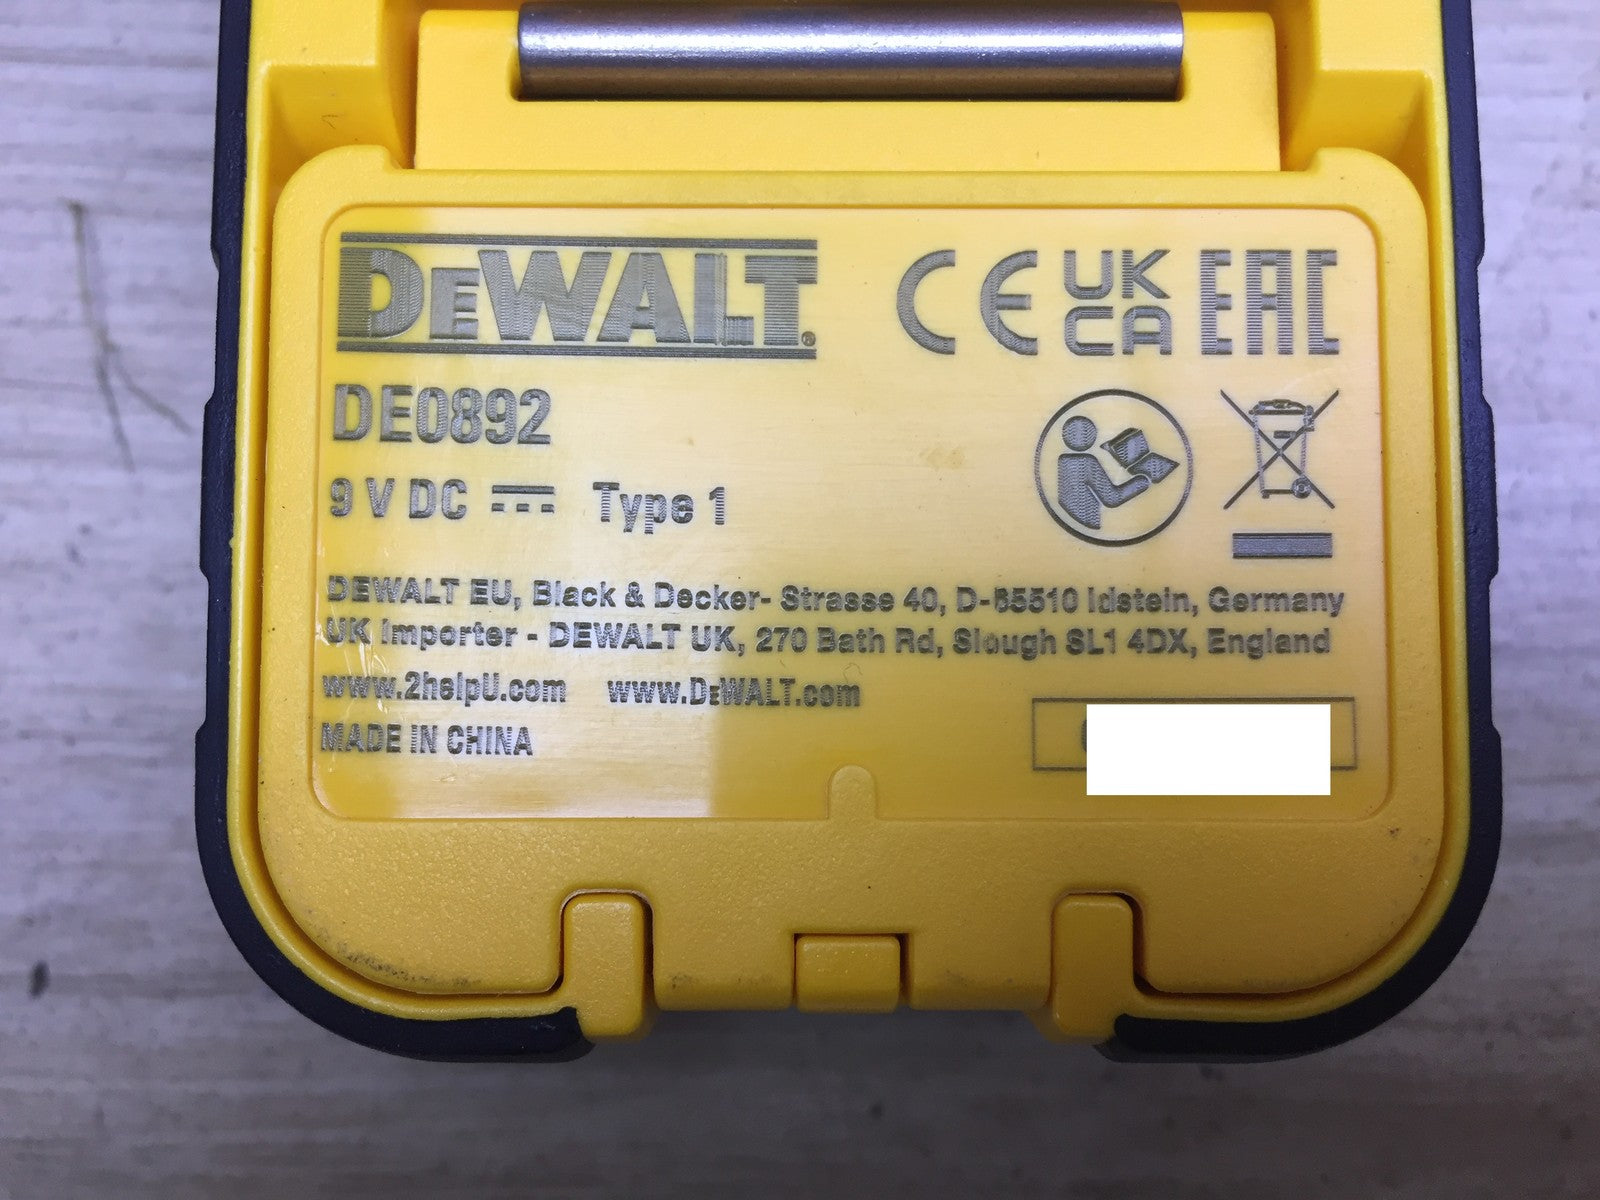 DEWALT®
CE UK CA EAC
DE0892
9 V DC Type 1
DEWALT EU, Black & Decker- Strasse 40, D-65510 Idstein, Germany
UK Importer - DEWALT UK, 270 Bath Rd, Slough SL1 4DX, England
www.2helpU.com www.DEWALT.com
MADE IN CHINA